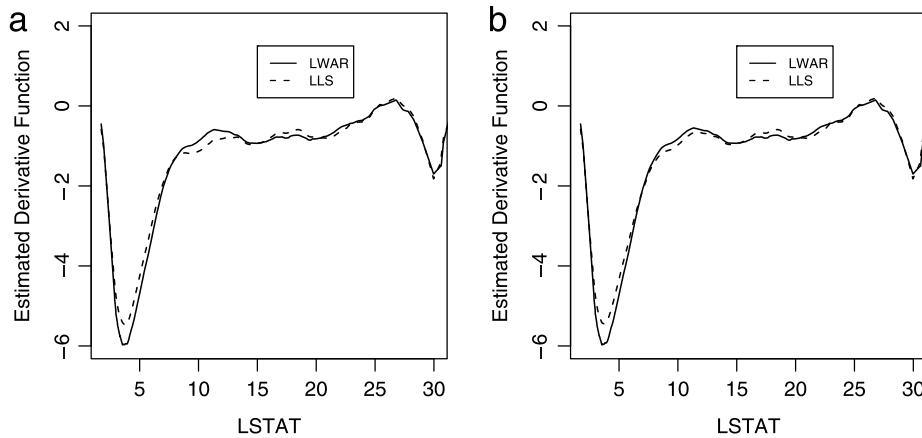 a
Estimated Derivative Function
2
0
−2
−4
−6
LWAR
LLS
5 10 15 20 25 30
LSTAT
b
Estimated Derivative Function
2
0
−2
−4
−6
LWAR
LLS
5 10 15 20 25 30
LSTAT